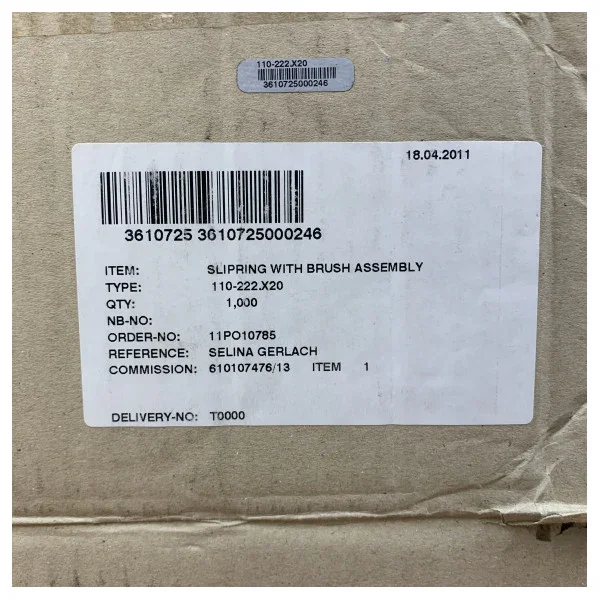 110-222.X20
3610725000246
18.04.2011
3610725 3610725000246
ITEM: SLIPRING WITH BRUSH ASSEMBLY
TYPE: 110-222.X20
QTY: 1,000
NB-NO:
ORDER-NO: 11PO10785
REFERENCE: SELINA GERLACH
COMMISSION: 610107476/13 ITEM 1
DELIVERY-NO: T0000